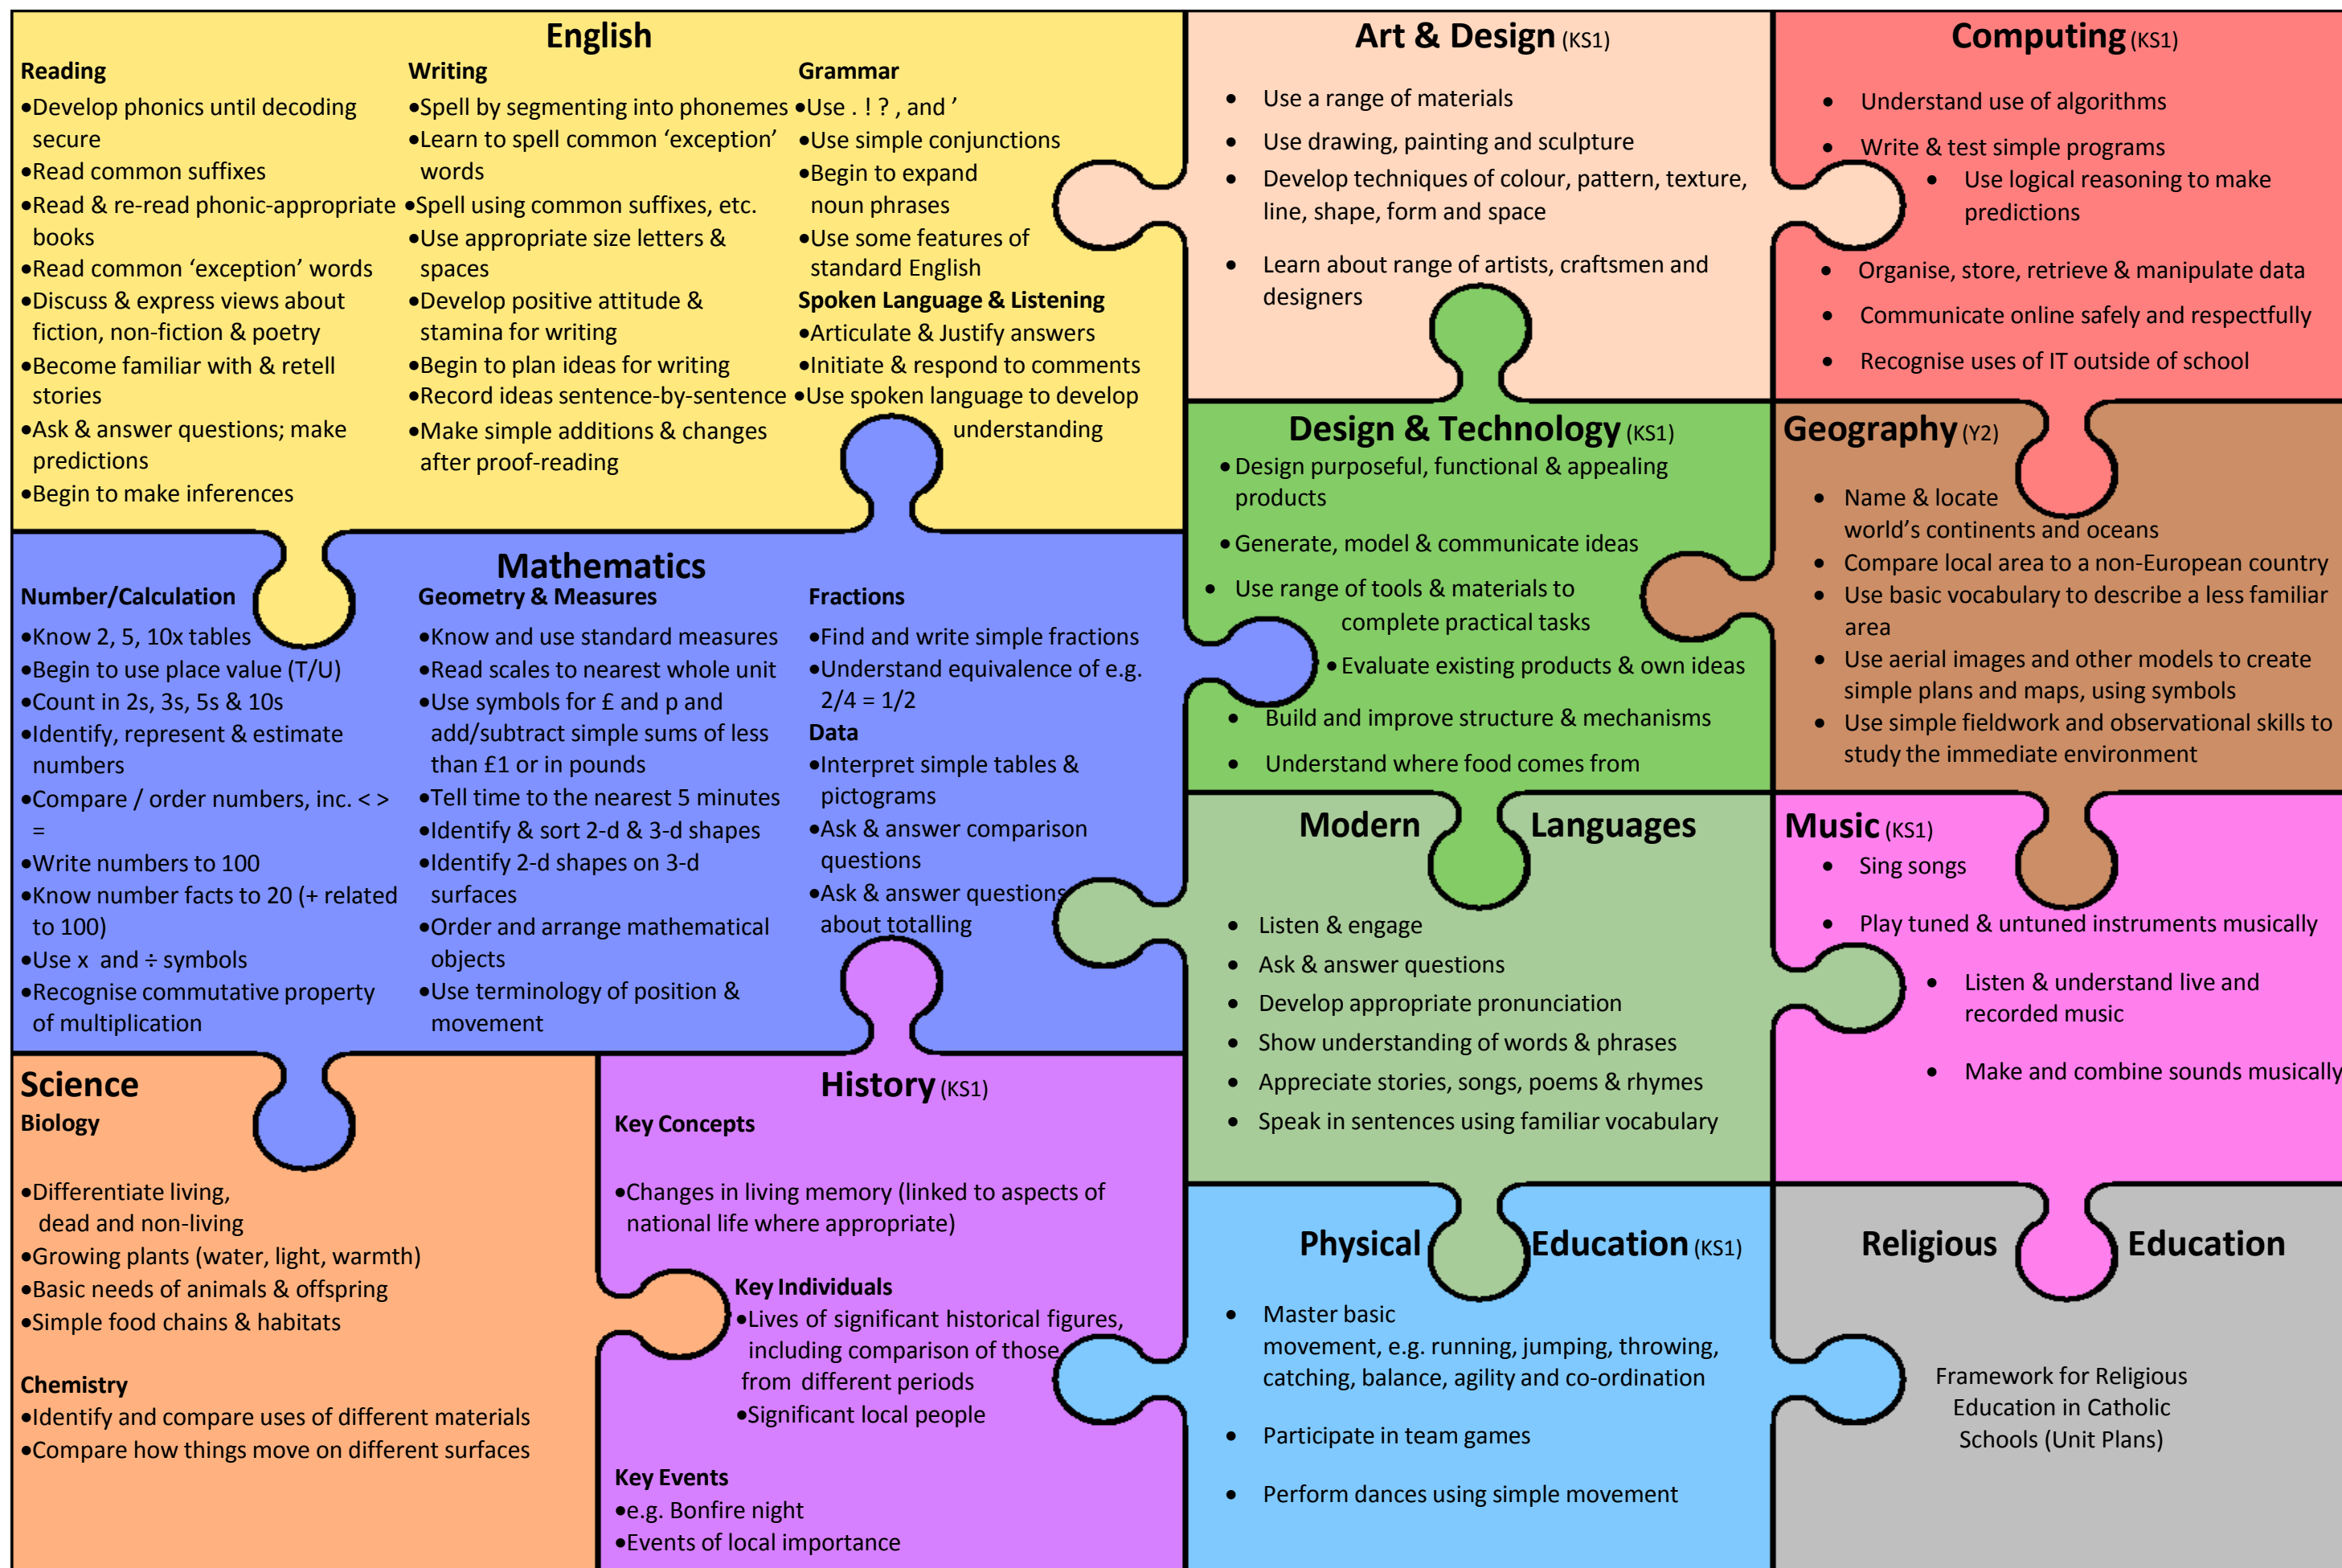 English
Reading
•Develop phonics until decoding
secure
•Read common suffixes
•Read & re-read phonic-appropriate
books
•Read common ‘exception’ words
•Discuss & express views about
fiction, non-fiction & poetry
•Become familiar with & retell
stories
•Ask & answer questions; make
predictions
•Begin to make inferences
Writing
•Spell by segmenting into phonemes
•Learn to spell common ‘exception’
words
•Spell using common suffixes, etc.
•Use appropriate size letters &
spaces
•Develop positive attitude &
stamina for writing
•Begin to plan ideas for writing
•Record ideas sentence-by-sentence
•Make simple additions & changes
after proof-reading
Grammar
•Use . ! ? , and ’
•Use simple conjunctions
•Begin to expand
noun phrases
•Use some features of
standard English
Spoken Language & Listening
•Articulate & Justify answers
•Initiate & respond to comments
•Use spoken language to develop
understanding
Art & Design (KS1)
• Use a range of materials
• Use drawing, painting and sculpture
• Develop techniques of colour, pattern, texture,
line, shape, form and space
• Learn about range of artists, craftsmen and
designers
Computing (KS1)
• Understand use of algorithms
• Write & test simple programs
• Use logical reasoning to make
predictions
• Organise, store, retrieve & manipulate data
• Communicate online safely and respectfully
• Recognise uses of IT outside of school
Mathematics
Number/Calculation
•Know 2, 5, 10x tables
•Begin to use place value (T/U)
•Count in 2s, 3s, 5s & 10s
•Identify, represent & estimate
numbers
•Compare / order numbers, inc. < >
=
•Write numbers to 100
•Know number facts to 20 (+ related
to 100)
•Use x and ÷ symbols
•Recognise commutative property
of multiplication
Geometry & Measures
•Know and use standard measures
•Read scales to nearest whole unit
•Use symbols for £ and p and
add/subtract simple sums of less
than £1 or in pounds
•Tell time to the nearest 5 minutes
•Identify & sort 2-d & 3-d shapes
•Identify 2-d shapes on 3-d
surfaces
•Order and arrange mathematical
objects
•Use terminology of position &
movement
Fractions
•Find and write simple fractions
•Understand equivalence of e.g.
2/4 = 1/2
Data
•Interpret simple tables &
pictograms
•Ask & answer comparison
questions
•Ask & answer questions
about totalling
Design & Technology (KS1)
• Design purposeful, functional & appealing
products
• Generate, model & communicate ideas
• Use range of tools & materials to
complete practical tasks
• Evaluate existing products & own ideas
• Build and improve structure & mechanisms
• Understand where food comes from
Geography (Y2)
• Name & locate
world’s continents and oceans
• Compare local area to a non-European country
• Use basic vocabulary to describe a less familiar
area
• Use aerial images and other models to create
simple plans and maps, using symbols
• Use simple fieldwork and observational skills to
study the immediate environment
Modern Languages
• Listen & engage
• Ask & answer questions
• Develop appropriate pronunciation
• Show understanding of words & phrases
• Appreciate stories, songs, poems & rhymes
• Speak in sentences using familiar vocabulary
Music (KS1)
• Sing songs
• Play tuned & untuned instruments musically
• Listen & understand live and
recorded music
• Make and combine sounds musically
Science
Biology
•Differentiate living,
dead and non-living
•Growing plants (water, light, warmth)
•Basic needs of animals & offspring
•Simple food chains & habitats
Chemistry
•Identify and compare uses of different materials
•Compare how things move on different surfaces
History (KS1)
Key Concepts
•Changes in living memory (linked to aspects of
national life where appropriate)
Key Individuals
•Lives of significant historical figures,
including comparison of those
from different periods
•Significant local people
Key Events
•e.g. Bonfire night
•Events of local importance
Physical Education (KS1)
• Master basic
movement, e.g. running, jumping, throwing,
catching, balance, agility and co-ordination
• Participate in team games
• Perform dances using simple movement
Religious Education
Framework for Religious
Education in Catholic
Schools (Unit Plans)